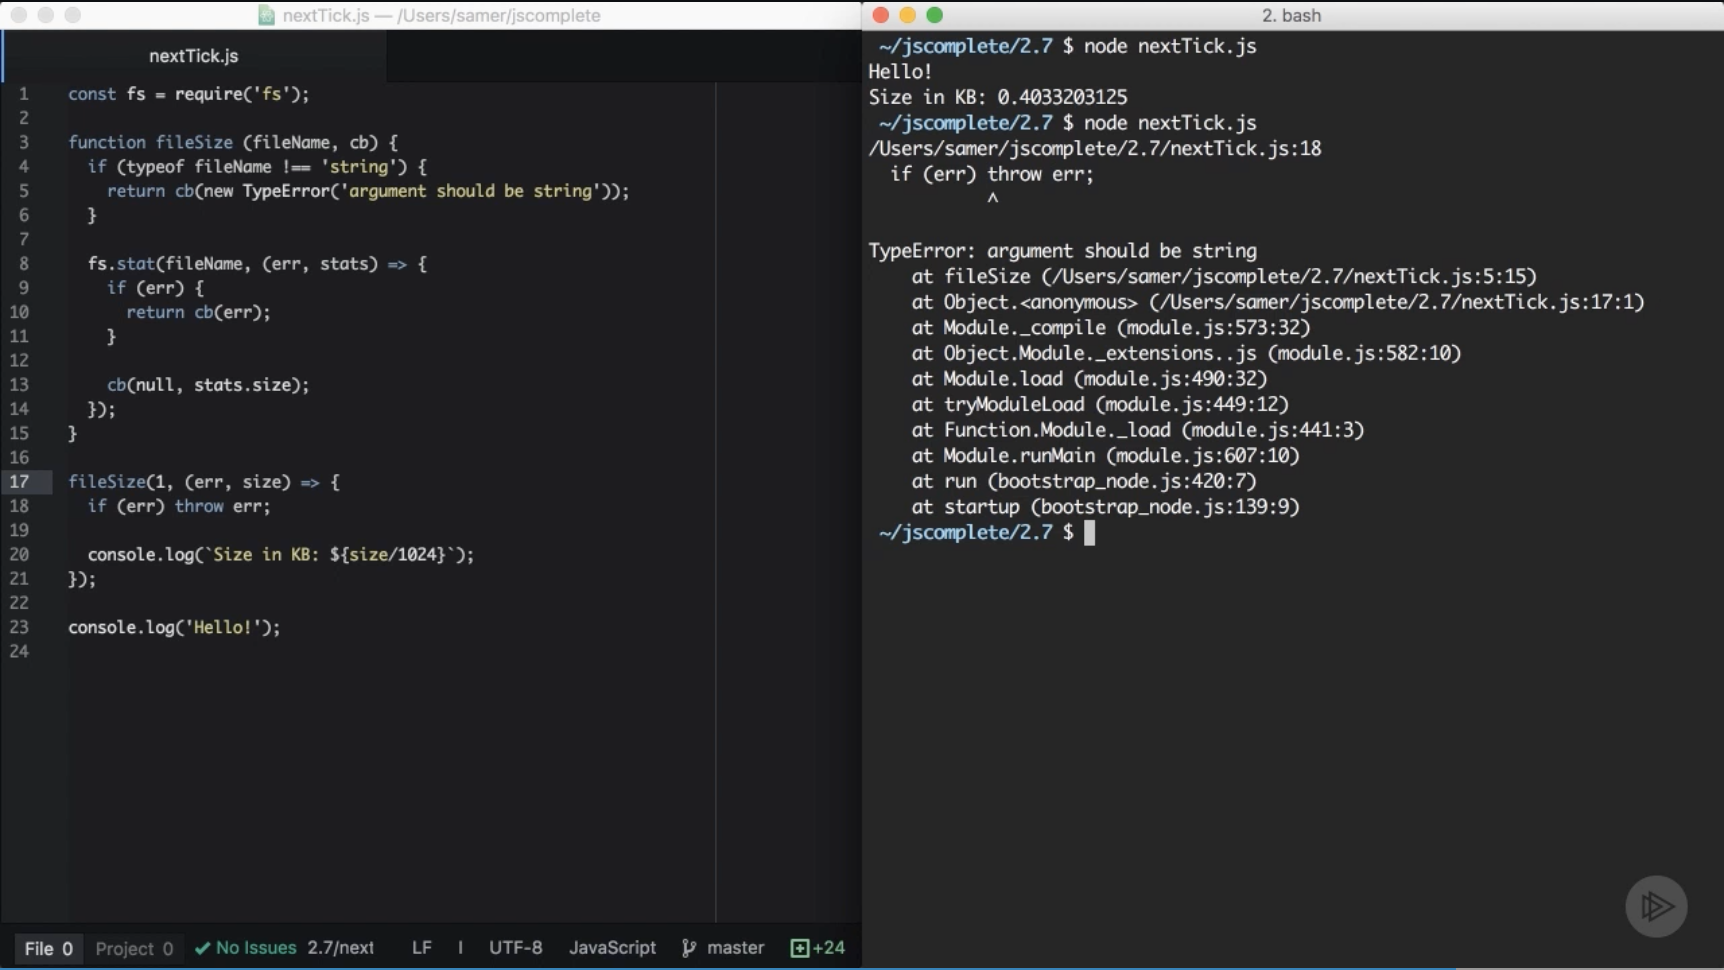 nextTick.js — /Users/samer/jscomplete
nextTick.js
1 const fs = require('fs');
2
3 function fileSize (fileName, cb) {
4   if (typeof fileName !== 'string') {
5     return cb(new TypeError('argument should be string'));
6   }
7
8   fs.stat(fileName, (err, stats) => {
9     if (err) {
10       return cb(err);
11     }
12
13     cb(null, stats.size);
14   });
15 }
16
17 fileSize(1, (err, size) => {
18   if (err) throw err;
19
20   console.log(`Size in KB: ${size/1024}`);
21 });
22
23 console.log('Hello!');
24
File 0 Project 0 No Issues 2.7/next LF I UTF-8 JavaScript master +24
2. bash
~/jscomplete/2.7 $ node nextTick.js
Hello!
Size in KB: 0.4033203125
~/jscomplete/2.7 $ node nextTick.js
/Users/samer/jscomplete/2.7/nextTick.js:18
  if (err) throw err;
           ^
TypeError: argument should be string
    at fileSize (/Users/samer/jscomplete/2.7/nextTick.js:5:15)
    at Object.<anonymous> (/Users/samer/jscomplete/2.7/nextTick.js:17:1)
    at Module._compile (module.js:573:32)
    at Object.Module._extensions..js (module.js:582:10)
    at Module.load (module.js:490:32)
    at tryModuleLoad (module.js:449:12)
    at Function.Module._load (module.js:441:3)
    at Module.runMain (module.js:607:10)
    at run (bootstrap_node.js:420:7)
    at startup (bootstrap_node.js:139:9)
~/jscomplete/2.7 $